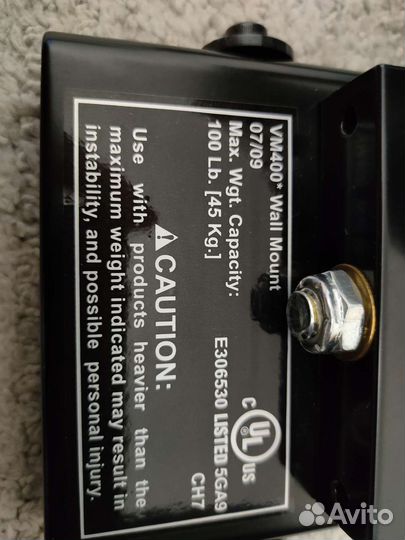 VM400* Wall Mount
07/09
Max. Wgt. Capacity:
100 Lb. [45 Kg.]
C UL US
E306530 LISTED 5GA9
CH7
CAUTION:
Use with products heavier than the
maximum weight indicated may result in
instability, and possible personal injury.
Avito